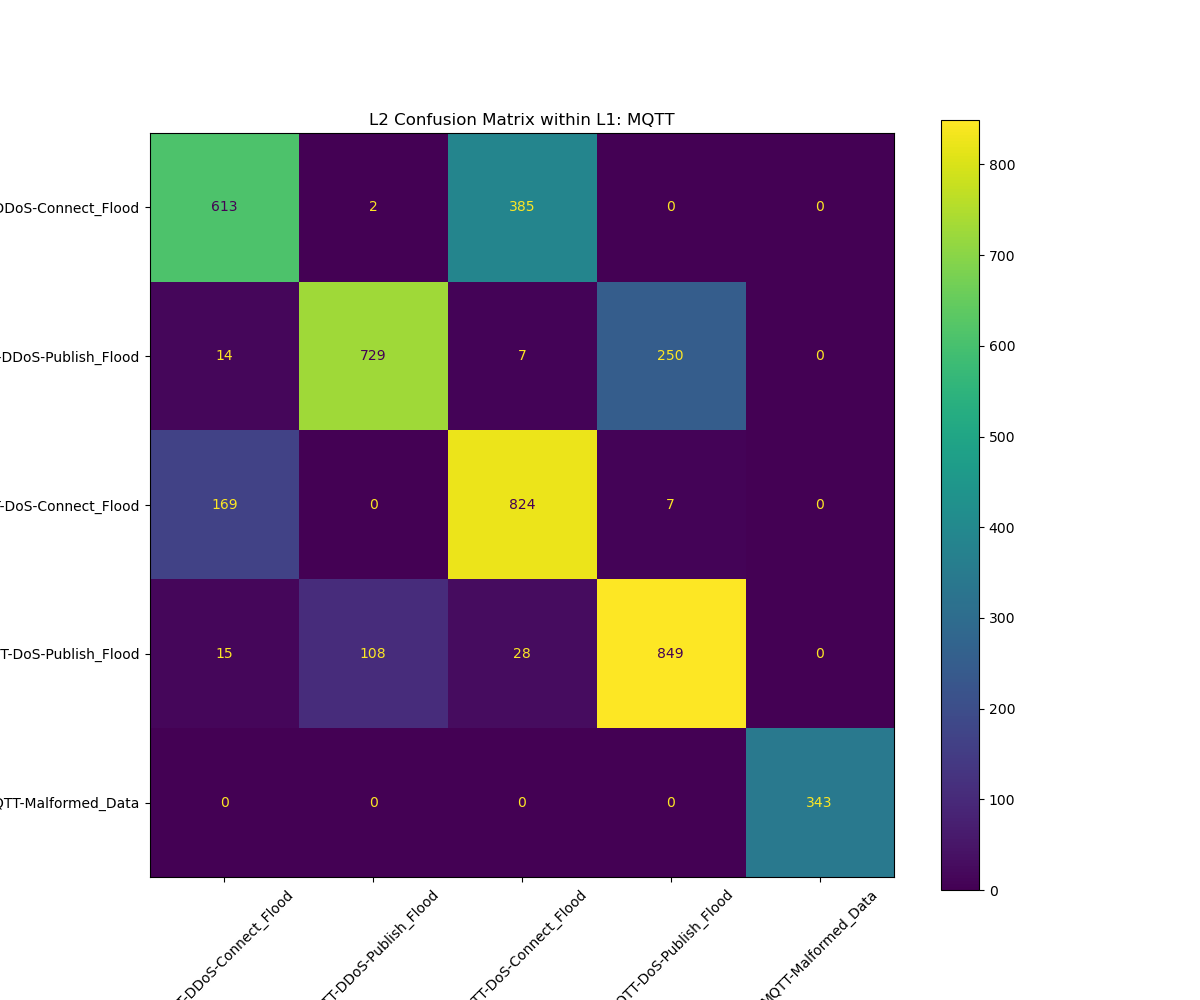 L2 Confusion Matrix within L1: MQTT
DDoS-Connect_Flood 613 2 385 0 0
-DDoS-Publish_Flood 14 729 7 250 0
-DoS-Connect_Flood 169 0 824 7 0
T-DoS-Publish_Flood 15 108 28 849 0
QTT-Malformed_Data 0 0 0 0 343
T-DDoS-Connect_Flood
TT-DDoS-Publish_Flood
TT-DoS-Connect_Flood
QTT-DoS-Publish_Flood
MQTT-Malformed_Data
800
700
600
500
400
300
200
100
0